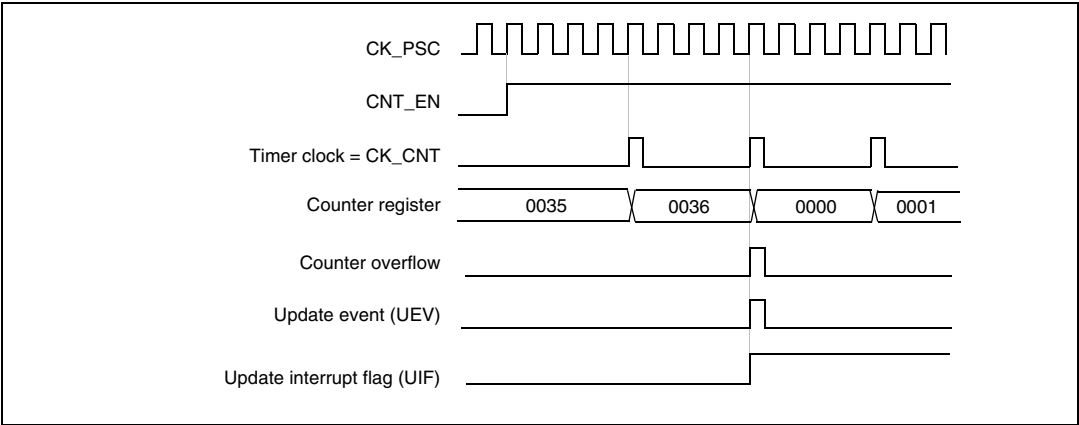 CK_PSC
CNT_EN
Timer clock = CK_CNT
Counter register 0035 0036 0000 0001
Counter overflow
Update event (UEV)
Update interrupt flag (UIF)